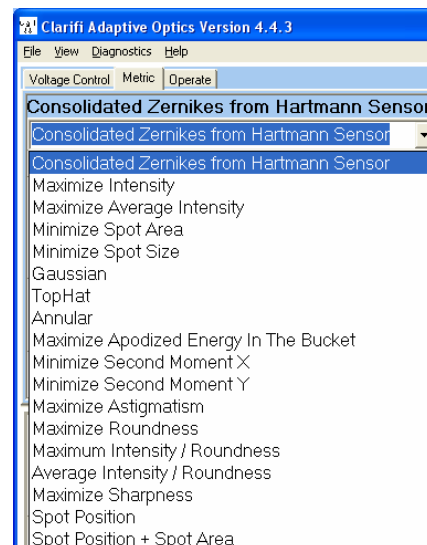 Clarifi Adaptive Optics Version 4.4.3
File View Diagnostics Help
Voltage Control Metric Operate
Consolidated Zernikes from Hartmann Sensor
Consolidated Zernikes from Hartmann Sensor
Consolidated Zernikes from Hartmann Sensor
Maximize Intensity
Maximize Average Intensity
Minimize Spot Area
Minimize Spot Size
Gaussian
TopHat
Annular
Maximize Apodized Energy In The Bucket
Minimize Second Moment X
Minimize Second Moment Y
Maximize Astigmatism
Maximize Roundness
Maximum Intensity / Roundness
Average Intensity / Roundness
Maximize Sharpness
Spot Position
Spot Position + Spot Area